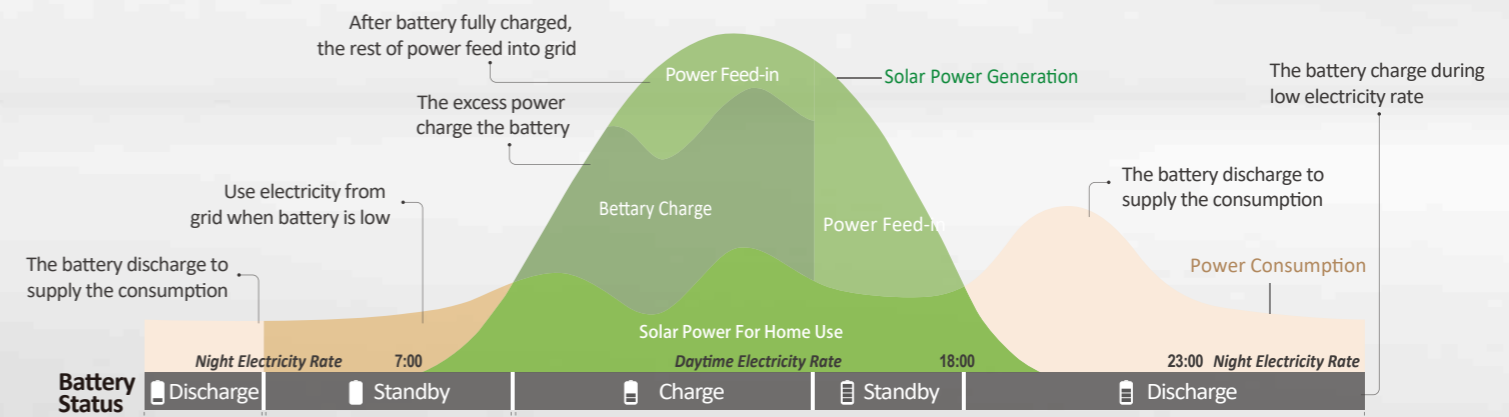 After battery fully charged,
the rest of power feed into grid
Power Feed-in
Solar Power Generation
The battery charge during
low electricity rate
The excess power
charge the battery
Use electricity from
grid when battery is low
Bettary Charge
Power Feed-in
The battery discharge to
supply the consumption
The battery discharge to
supply the consumption
Power Consumption
Solar Power For Home Use
Night Electricity Rate 7:00 Daytime Electricity Rate 18:00 23:00 Night Electricity Rate
Battery
Status
Discharge Standby Charge Standby Discharge